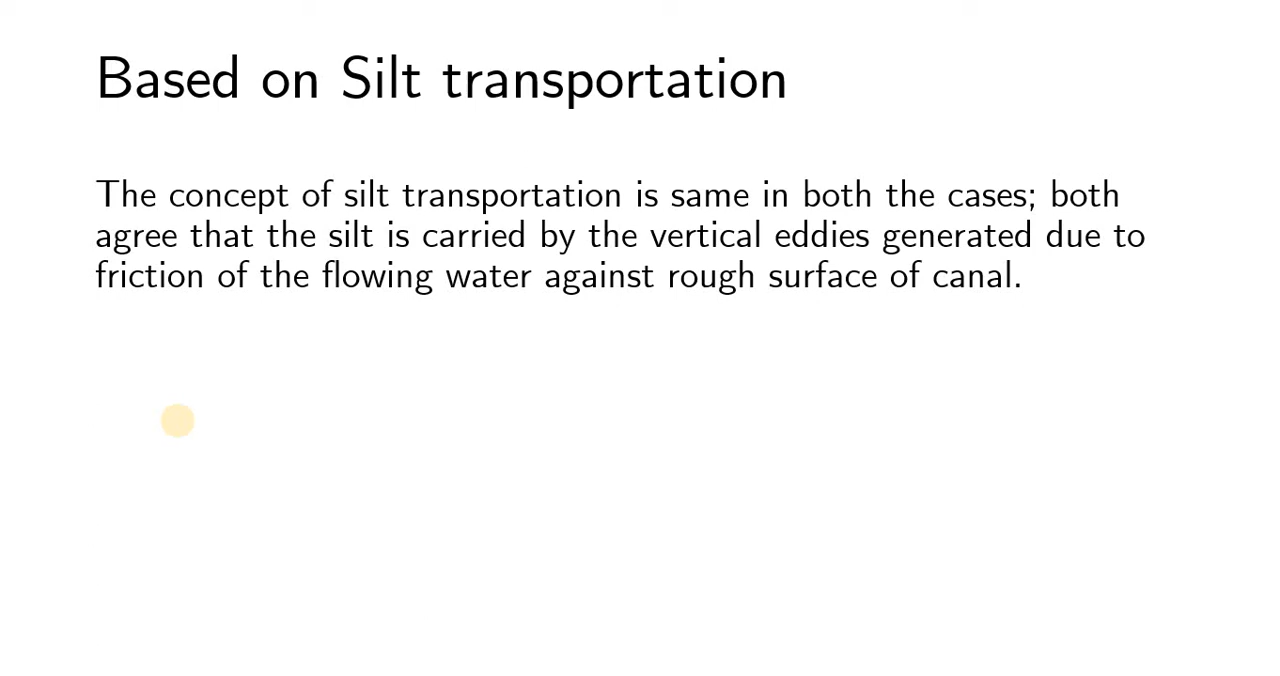 Based on Silt transportation
The concept of silt transportation is same in both the cases; both
agree that the silt is carried by the vertical eddies generated due to
friction of the flowing water against rough surface of canal.